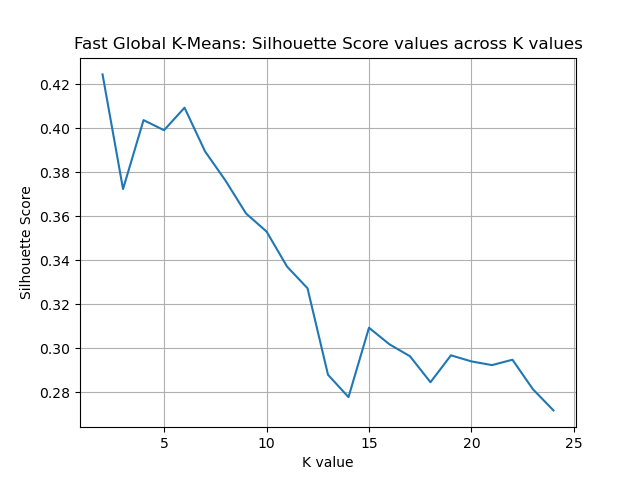 Fast Global K-Means: Silhouette Score values across K values
0.42
0.40
0.38
0.36
0.34
0.32
0.30
0.28
Silhouette Score
5 10 15 20 25
K value